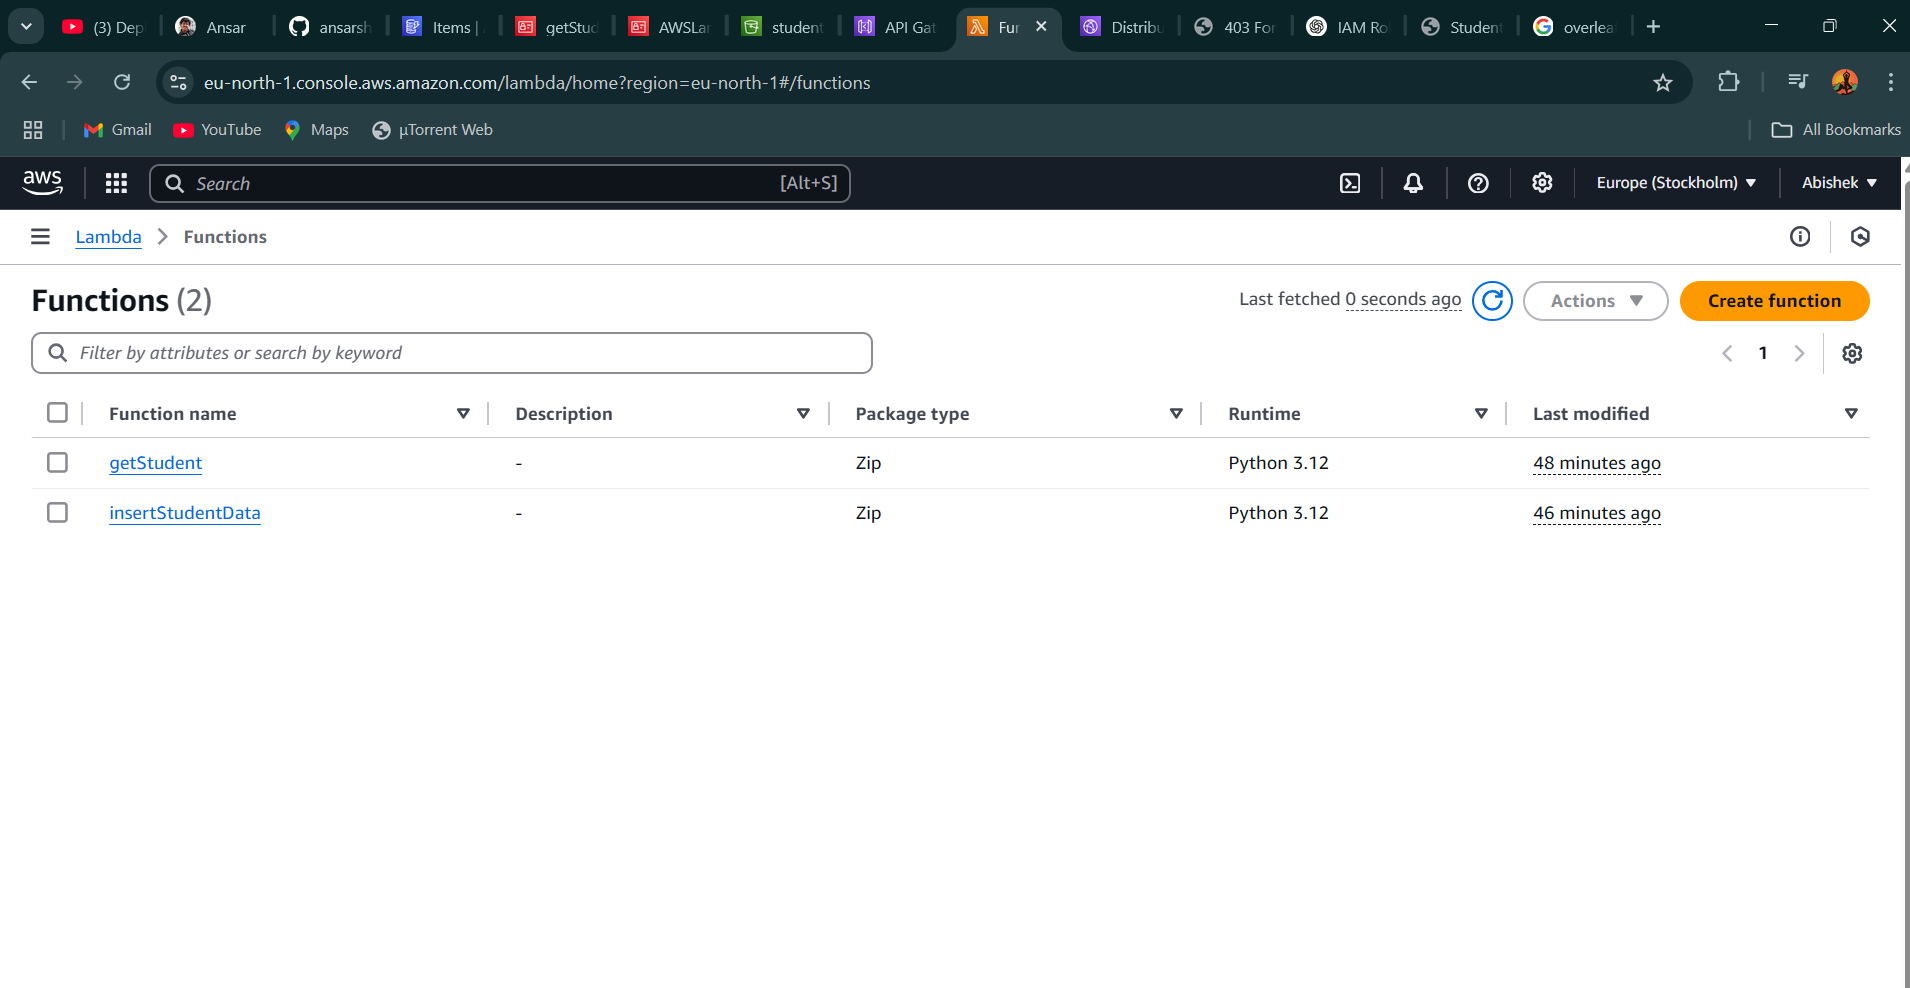 (3) Dep
Ansar
ansarsh
Items |
getStud
AWSLar
student
API Gat
Fur
Distribu
403 For
IAM Ro
Student
overleaf
eu-north-1.console.aws.amazon.com/lambda/home?region=eu-north-1#/functions
Gmail
YouTube
Maps
µTorrent Web
All Bookmarks
aws
Search
[Alt+S]
Europe (Stockholm)
Abishek
Lambda
Functions
Functions (2)
Last fetched 0 seconds ago
Actions
Create function
Filter by attributes or search by keyword
1
Function name
Description
Package type
Runtime
Last modified
getStudent
-
Zip
Python 3.12
48 minutes ago
insertStudentData
-
Zip
Python 3.12
46 minutes ago